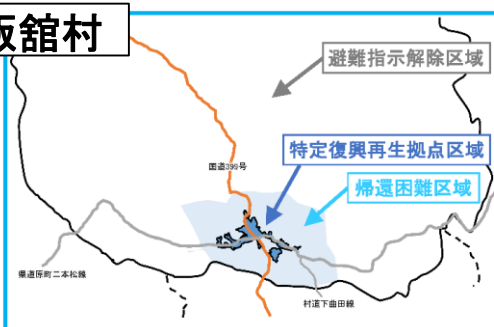 飯舘村
避難指示解除区域
特定復興再生拠点区域
国道399号
帰還困難区域
県道原町二本松線
村道下曲田線